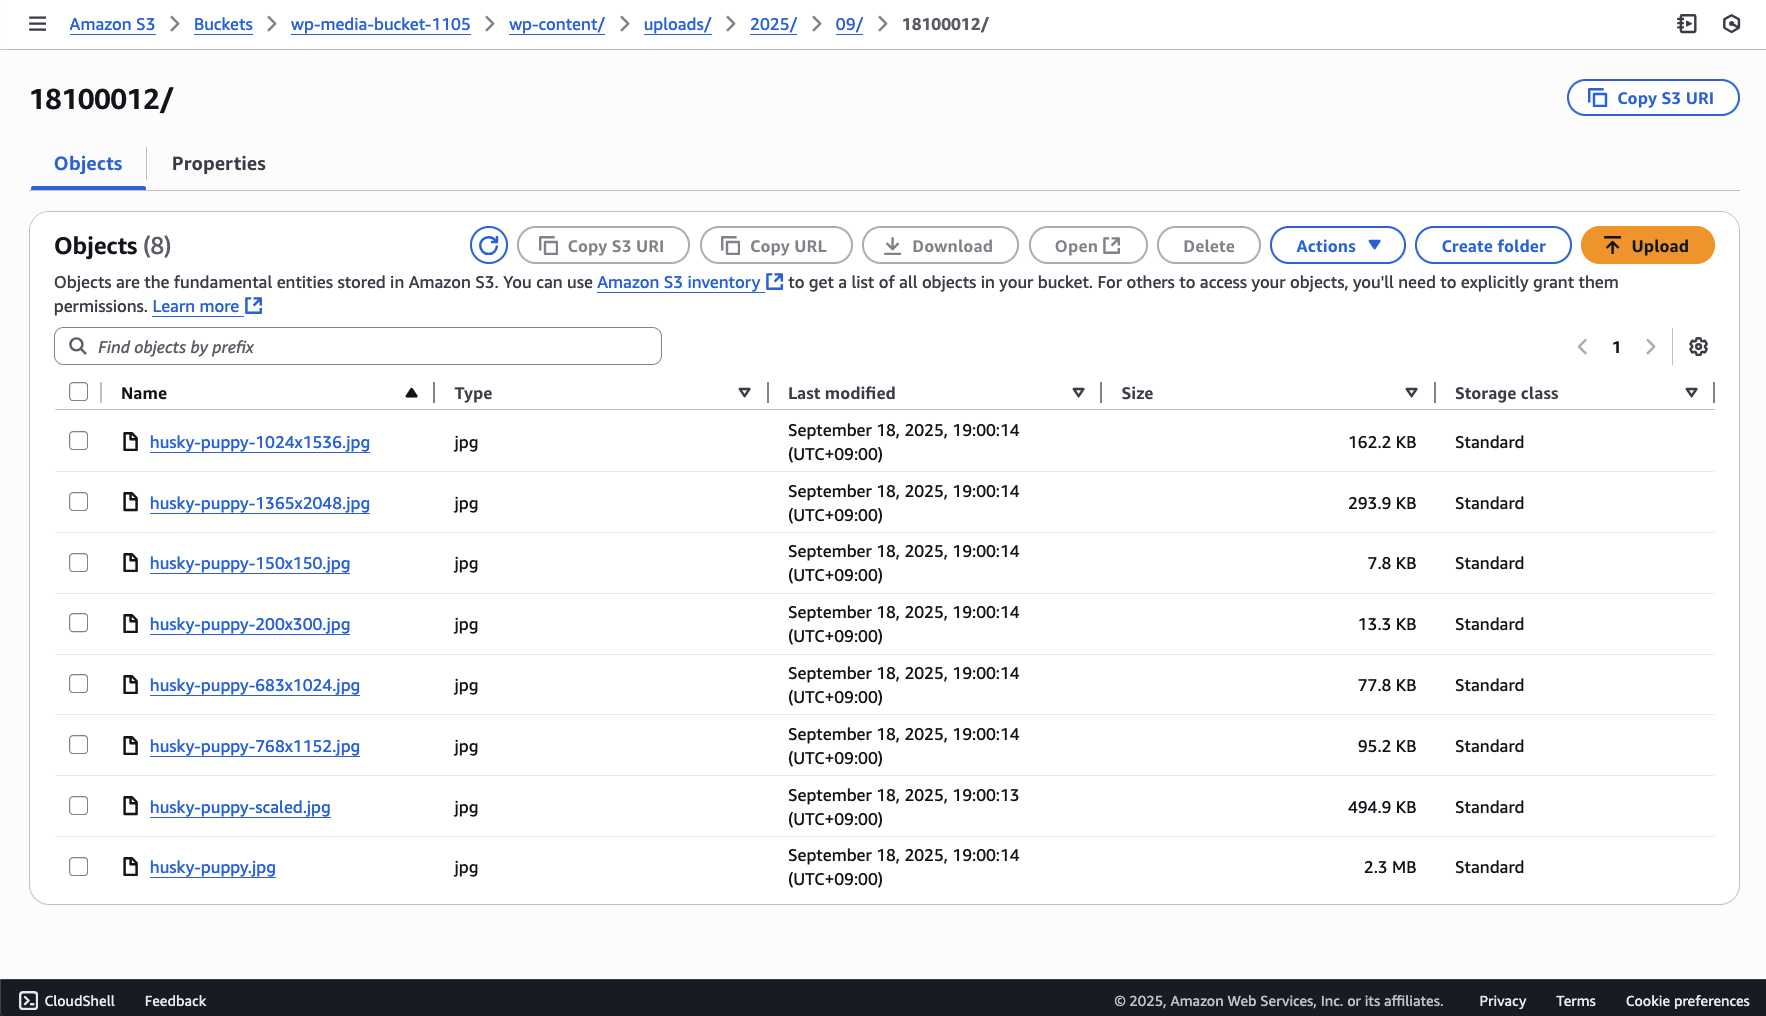 Amazon S3 Buckets wp-media-bucket-1105 wp-content/ uploads/ 2025/ 09/ 18100012/
18100012/
Copy S3 URI
Objects Properties
Objects (8)
Copy S3 URI Copy URL Download Open Delete Actions Create folder Upload
Objects are the fundamental entities stored in Amazon S3. You can use Amazon S3 inventory to get a list of all objects in your bucket. For others to access your objects, you'll need to explicitly grant them
permissions. Learn more
Find objects by prefix
1
Name Type Last modified Size Storage class
husky-puppy-1024x1536.jpg jpg September 18, 2025, 19:00:14 (UTC+09:00) 162.2 KB Standard
husky-puppy-1365x2048.jpg jpg September 18, 2025, 19:00:14 (UTC+09:00) 293.9 KB Standard
husky-puppy-150x150.jpg jpg September 18, 2025, 19:00:14 (UTC+09:00) 7.8 KB Standard
husky-puppy-200x300.jpg jpg September 18, 2025, 19:00:14 (UTC+09:00) 13.3 KB Standard
husky-puppy-683x1024.jpg jpg September 18, 2025, 19:00:14 (UTC+09:00) 77.8 KB Standard
husky-puppy-768x1152.jpg jpg September 18, 2025, 19:00:14 (UTC+09:00) 95.2 KB Standard
husky-puppy-scaled.jpg jpg September 18, 2025, 19:00:13 (UTC+09:00) 494.9 KB Standard
husky-puppy.jpg jpg September 18, 2025, 19:00:14 (UTC+09:00) 2.3 MB Standard
CloudShell Feedback © 2025, Amazon Web Services, Inc. or its affiliates. Privacy Terms Cookie preferences